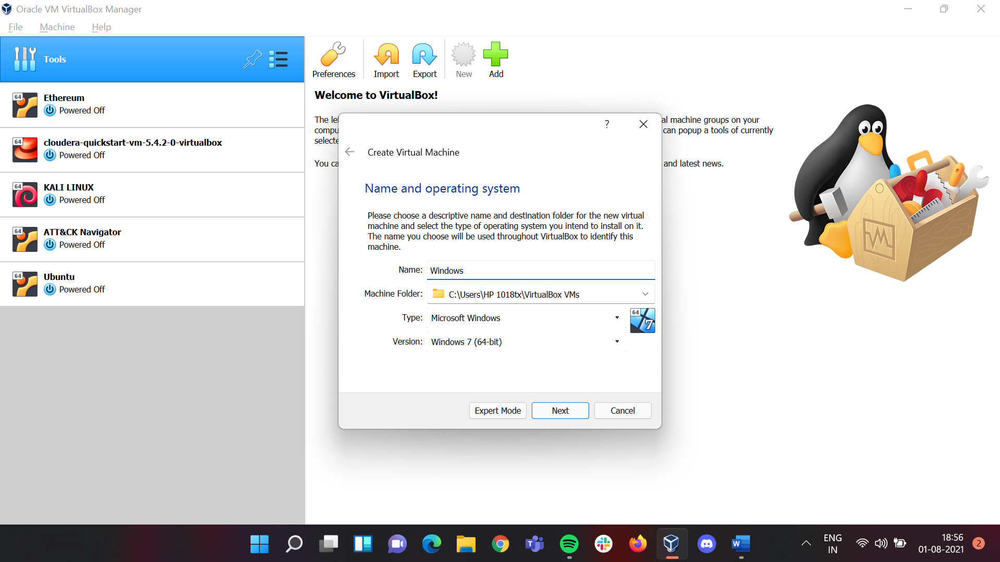 Oracle VM VirtualBox Manager
File Machine Help
Tools
Preferences Import Export New Add
64 Ethereum
Powered Off
64 cloudera-quickstart-vm-5.4.2-0-virtualbox
Powered Off
64 KALI LINUX
Powered Off
64 ATT&CK Navigator
Powered Off
64 Ubuntu
Powered Off
Welcome to VirtualBox!
The le al machine groups on your
compu can popup a tools of currently
selecte
You ca and latest news.
?
Create Virtual Machine
Name and operating system
Please choose a descriptive name and destination folder for the new virtual
machine and select the type of operating system you intend to install on it.
The name you choose will be used throughout VirtualBox to identify this
machine.
Name: Windows
Machine Folder: C:\Users\HP 1018tx\VirtualBox VMs
Type: Microsoft Windows
64 7
Version: Windows 7 (64-bit)
Expert Mode Next Cancel
T W
ENG
IN
18:56
01-08-2021
2